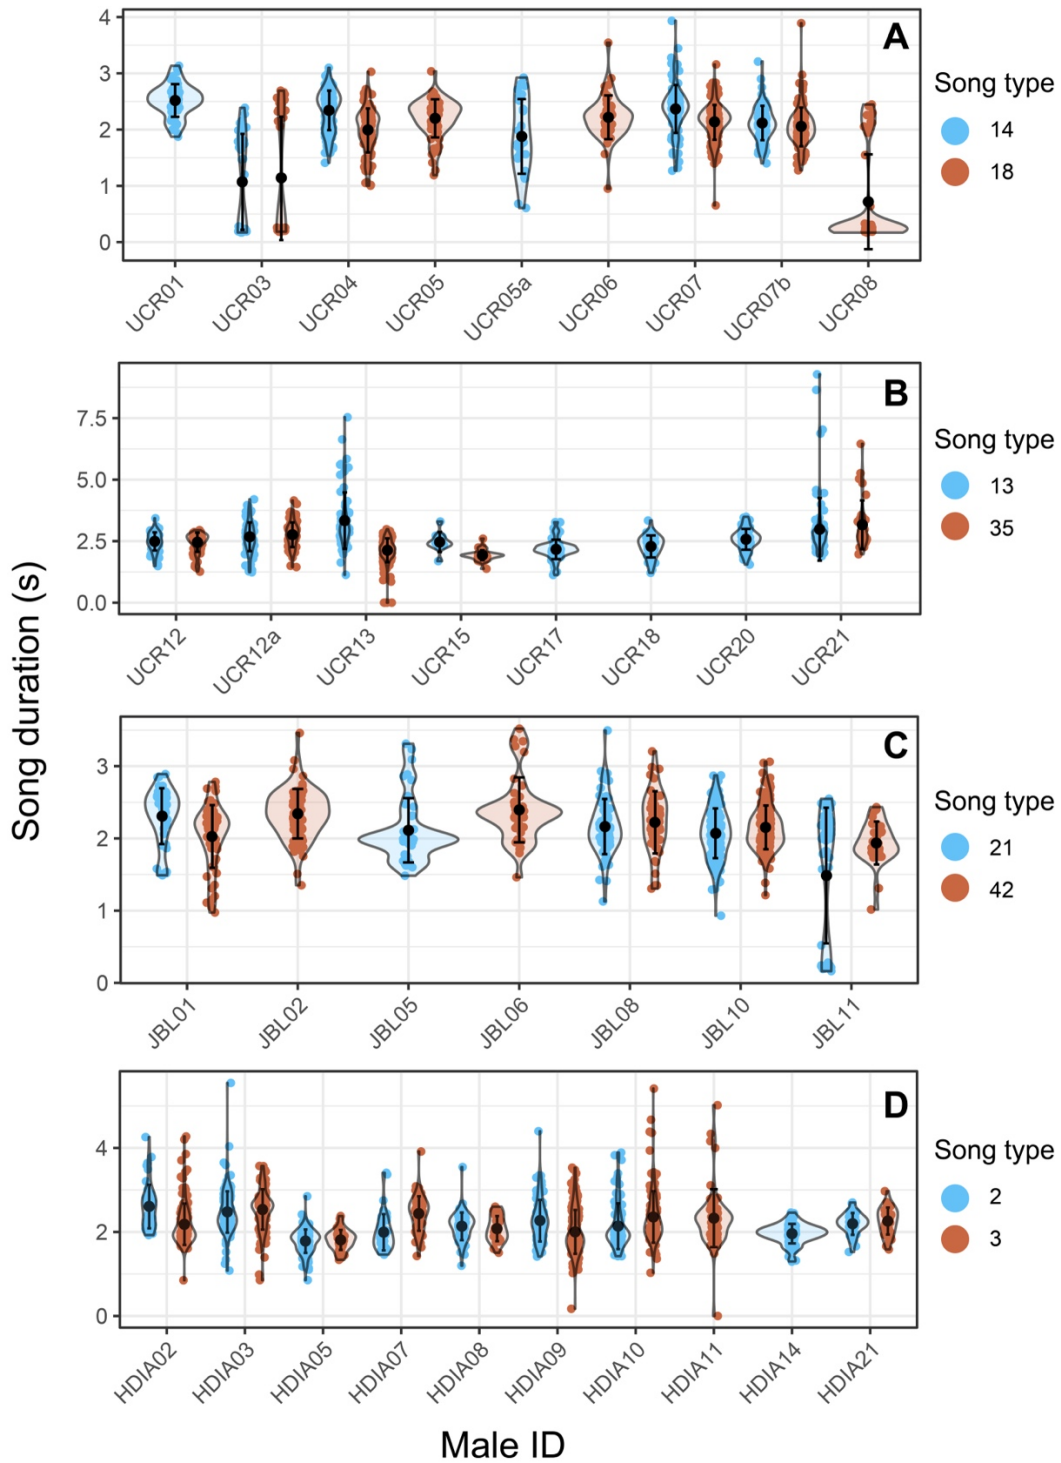 Song duration (s)
A
4
3
2
1
0
UCR01 UCR03 UCR04 UCR05 UCR05a UCR06 UCR07 UCR07b UCR08
Song type
14
18
B
7.5
5.0
2.5
0.0
UCR12 UCR12a UCR13 UCR15 UCR17 UCR18 UCR20 UCR21
Song type
13
35
C
3
2
1
0
JBL01 JBL02 JBL05 JBL06 JBL08 JBL10 JBL11
Song type
21
42
D
4
2
0
HDIA02 HDIA03 HDIA05 HDIA07 HDIA08 HDIA09 HDIA10 HDIA11 HDIA14 HDIA21
Song type
2
3
Male ID